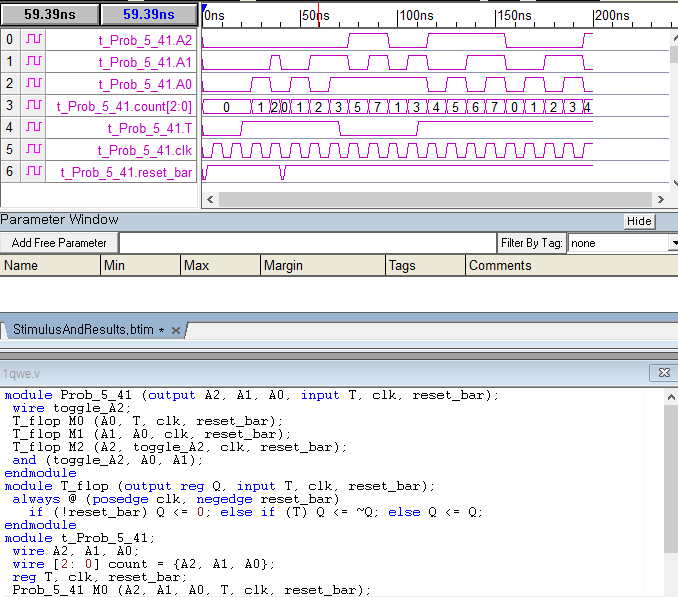 59.39ns 59.39ns 0ns 50ns 100ns 150ns 200ns
0 t_Prob_5_41.A2
1 t_Prob_5_41.A1
2 t_Prob_5_41.A0
3 t_Prob_5_41.count[2:0] 0 1 2 0 1 2 3 5 7 1 3 4 5 6 7 0 1 2 3 4
4 t_Prob_5_41.T
5 t_Prob_5_41.clk
6 t_Prob_5_41.reset_bar
Parameter Window Hide
Add Free Parameter Filter By Tag: none
Name Min Max Margin Tags Comments
StimulusAndResults.btim *
1qwe.v
module Prob_5_41 (output A2, A1, A0, input T, clk, reset_bar);
wire toggle_A2;
T_flop M0 (A0, T, clk, reset_bar);
T_flop M1 (A1, A0, clk, reset_bar);
T_flop M2 (A2, toggle_A2, clk, reset_bar);
and (toggle_A2, A0, A1);
endmodule
module T_flop (output reg Q, input T, clk, reset_bar);
always @ (posedge clk, negedge reset_bar)
if (!reset_bar) Q <= 0; else if (T) Q <= ~Q; else Q <= Q;
endmodule
module t_Prob_5_41;
wire A2, A1, A0;
wire [2: 0] count = {A2, A1, A0};
reg T, clk, reset_bar;
Prob_5_41 M0 (A2, A1, A0, T, clk, reset_bar);